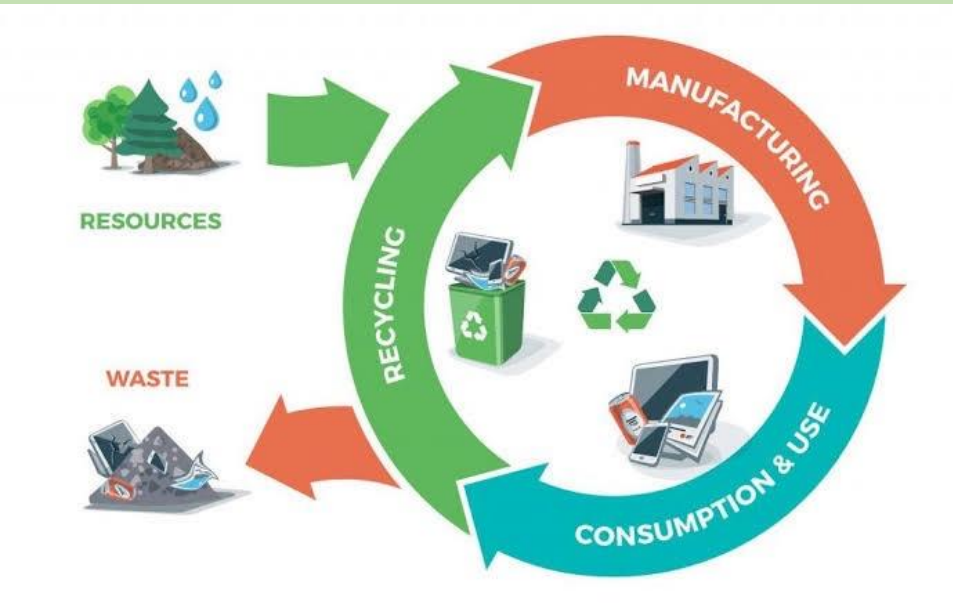 MANUFACTURING
RESOURCES
RECYCLING
WASTE
CONSUMPTION & USE